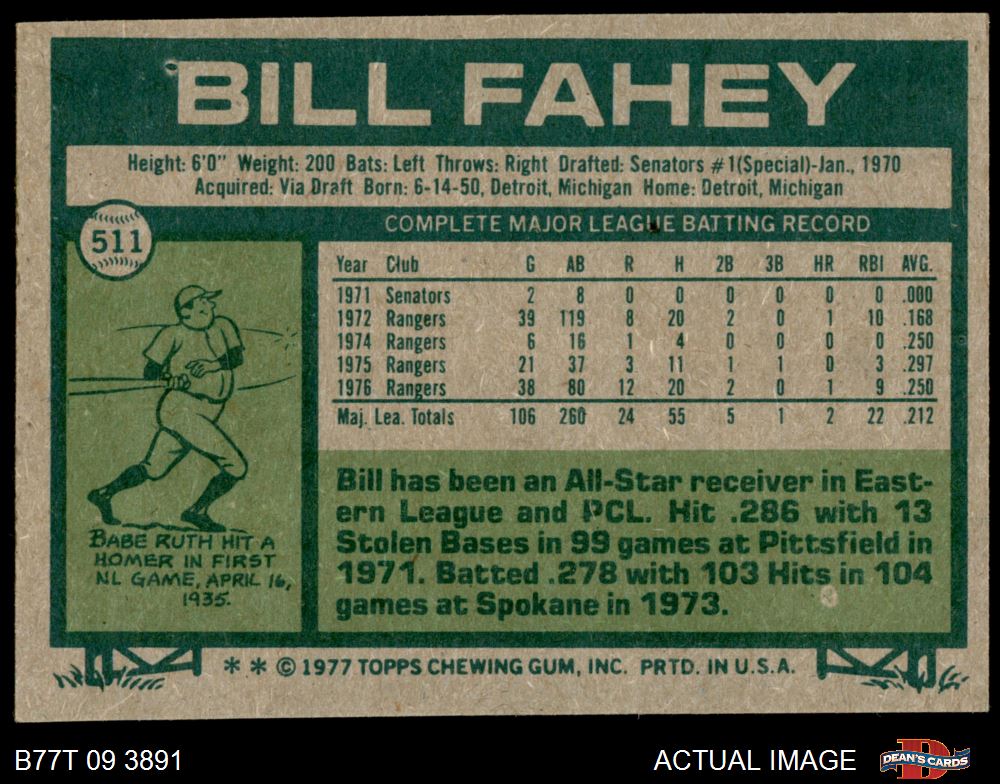 BILL FAHEY
Height: 6'0" Weight: 200 Bats: Left Throws: Right Drafted: Senators #1(Special)-Jan., 1970
Acquired: Via Draft Born: 6-14-50, Detroit, Michigan Home: Detroit, Michigan
511
COMPLETE MAJOR LEAGUE BATTING RECORD
Year Club G AB R H 2B 3B HR RBI AVG.
1971 Senators 2 8 0 0 0 0 0 0 .000
1972 Rangers 39 119 8 20 2 0 1 10 .168
1974 Rangers 6 16 1 4 0 0 0 0 .250
1975 Rangers 21 37 3 11 1 1 0 3 .297
1976 Rangers 38 80 12 20 2 0 1 9 .250
Maj. Lea. Totals 106 260 24 55 5 1 2 22 .212
BABE RUTH HIT A
HOMER IN FIRST
NL GAME, APRIL 16,
1935.
Bill has been an All-Star receiver in East-
ern League and PCL. Hit .286 with 13
Stolen Bases in 99 games at Pittsfield in
1971. Batted .278 with 103 Hits in 104
games at Spokane in 1973.
** © 1977 TOPPS CHEWING GUM, INC. PRTD. IN U.S.A.
B77T 09 3891
ACTUAL IMAGE
D
DEAN'S CARDS